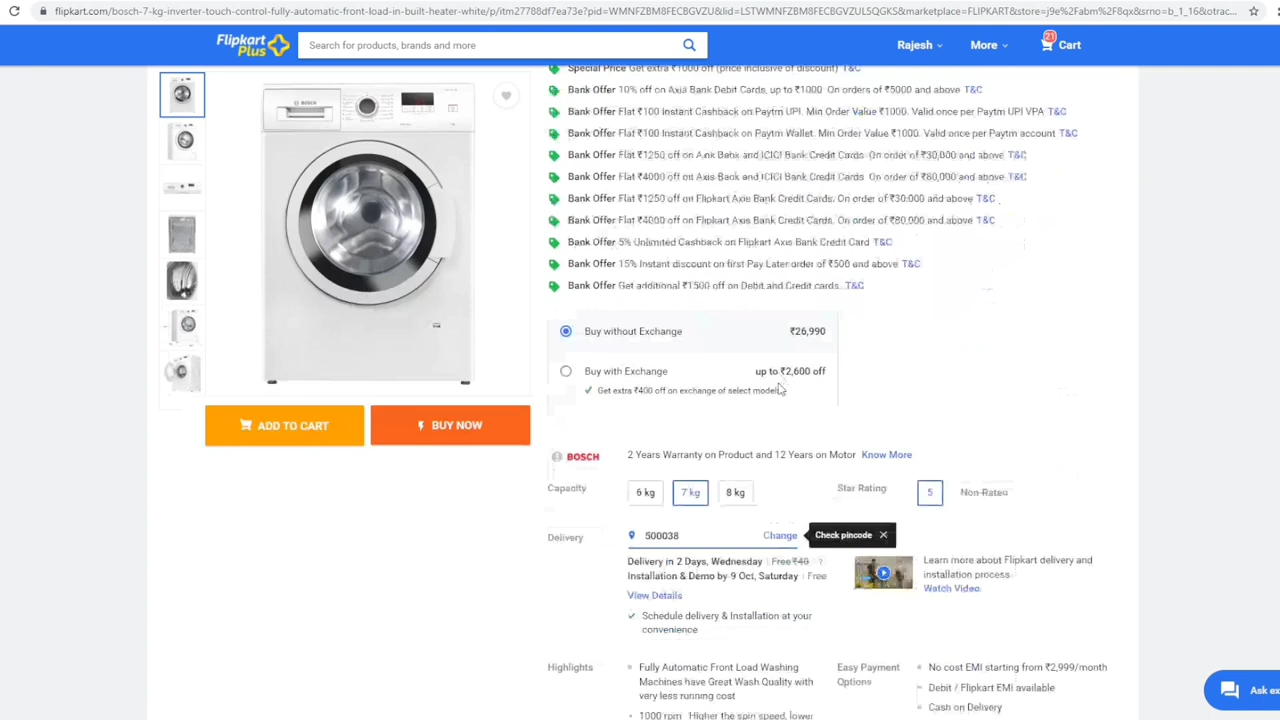 flipkart.com/bosch-7-kg-inverter-touch-control-fully-automatic-front-load-in-built-heater-white/p/itm27788df7ea73e?pid=WMNFZBM8FECBGVZU&lid=LSTWMNFZBM8FECBGVZUL5QGKS&marketplace=FLIPKART&store=j9e%2Fabm%2F8qx&srno=b_1_16&otrac...
Flipkart Plus
Search for products, brands and more
Rajesh
More
21
Cart
Special Price Get extra ₹1000 off (price inclusive of discount) T&C
Bank Offer 10% off on Axis Bank Debit Cards, up to ₹1000. On orders of ₹5000 and above T&C
Bank Offer Flat ₹100 Instant Cashback on Paytm UPI. Min Order Value ₹1000. Valid once per Paytm UPI VPA T&C
Bank Offer Flat ₹100 Instant Cashback on Paytm Wallet. Min Order Value ₹1000. Valid once per Paytm account T&C
Bank Offer Flat ₹1250 off on Axis Bank and ICICI Bank Credit Cards. On order of ₹30,000 and above T&C
Bank Offer Flat ₹4000 off on Axis Bank and ICICI Bank Credit Cards. On order of ₹80,000 and above T&C
Bank Offer Flat ₹1250 off on Flipkart Axis Bank Credit Cards. On order of ₹30,000 and above T&C
Bank Offer Flat ₹4000 off on Flipkart Axis Bank Credit Cards. On order of ₹80,000 and above T&C
Bank Offer 5% Unlimited Cashback on Flipkart Axis Bank Credit Card T&C
Bank Offer 15% Instant discount on first Pay Later order of ₹500 and above T&C
Bank Offer Get additional ₹1500 off on Debit and Credit cards T&C
BOSCH
Buy without Exchange ₹26,990
Buy with Exchange up to ₹2,600 off
Get extra ₹400 off on exchange of select models
ADD TO CART
BUY NOW
BOSCH
2 Years Warranty on Product and 12 Years on Motor Know More
Capacity 6 kg 7 kg 8 kg
Star Rating 5 Non-Rated
Delivery 500038 Change
Check pincode
Delivery in 2 Days, Wednesday | Free ₹40 ?
Installation & Demo by 9 Oct, Saturday | Free
View Details
Schedule delivery & Installation at your
convenience
Learn more about Flipkart delivery and
installation process
Watch Video
Highlights
Fully Automatic Front Load Washing
Machines have Great Wash Quality with
very less running cost
1000 rpm : Higher the spin speed, lower
Easy Payment
Options
No cost EMI starting from ₹2,999/month
Debit / Flipkart EMI available
Cash on Delivery
Ask ex